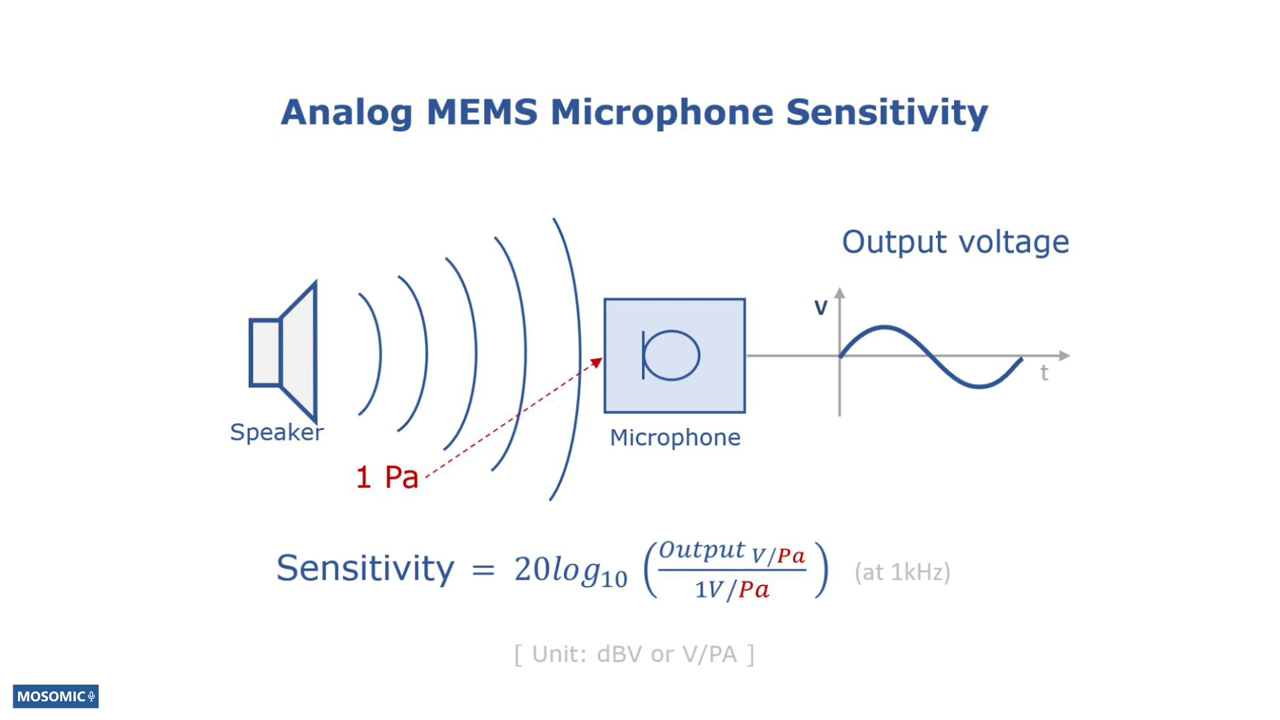 Analog MEMS Microphone Sensitivity
Output voltage
V
t
Speaker
Microphone
1 Pa
Sensitivity = 20log₁₀ (Output V/Pa / 1V/Pa) (at 1kHz)
[ Unit: dBV or V/PA ]
MOSOMIC